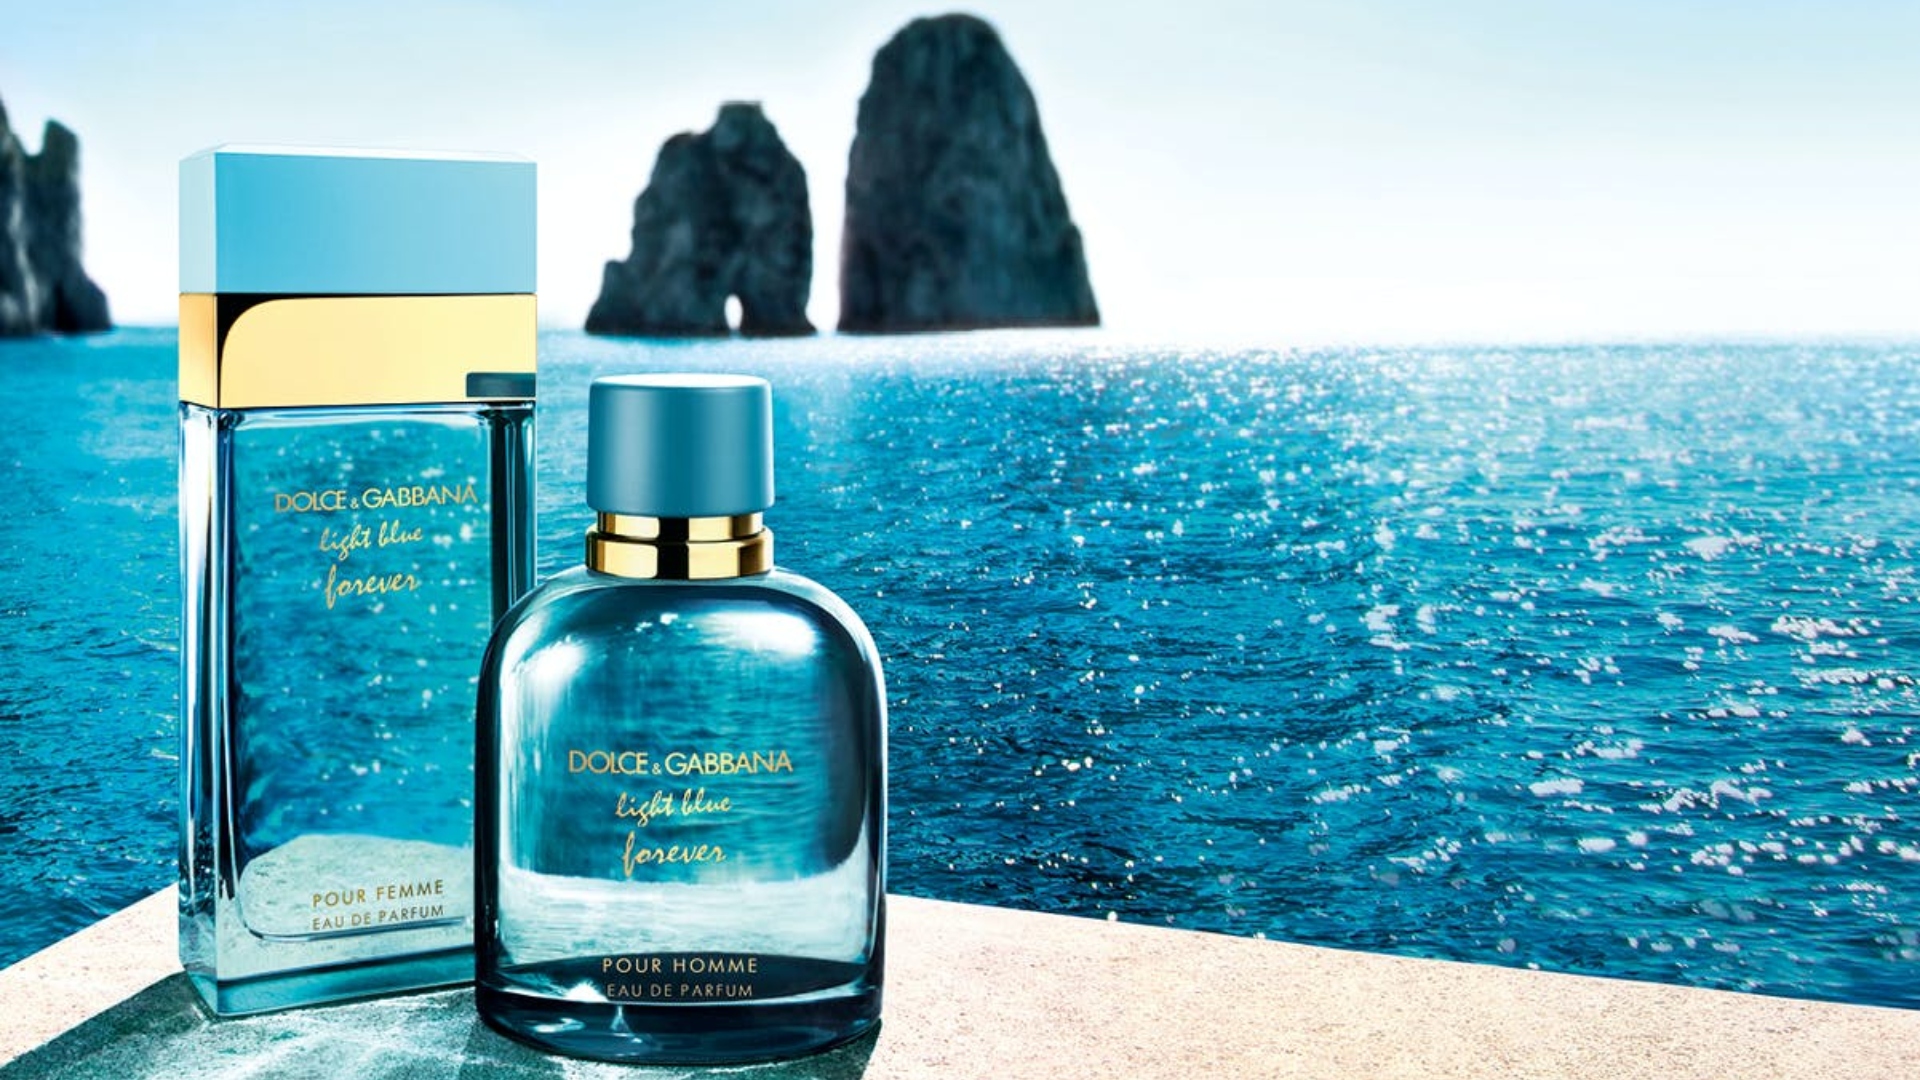 DOLCE & GABBANA
light blue
forever
POUR FEMME
EAU DE PARFUM
DOLCE & GABBANA
light blue
forever
POUR HOMME
EAU DE PARFUM